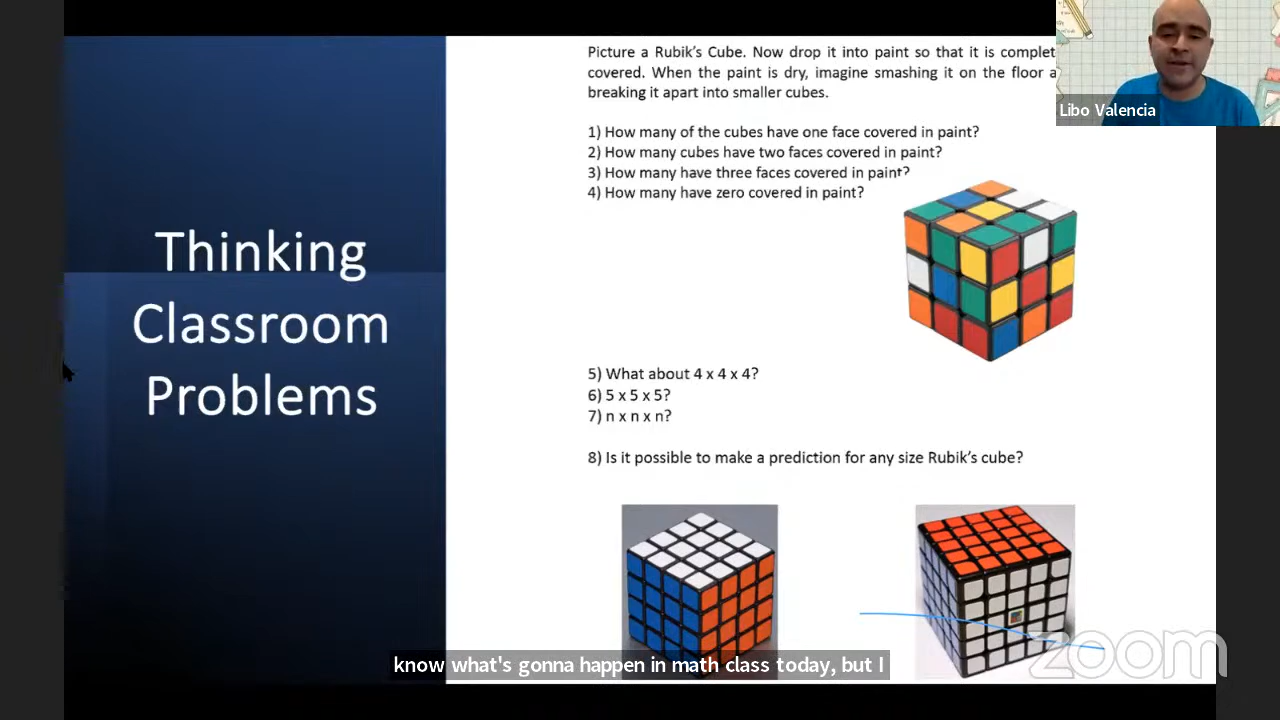 Picture a Rubik's Cube. Now drop it into paint so that it is complet
covered. When the paint is dry, imagine smashing it on the floor a
breaking it apart into smaller cubes.
Libo Valencia
1) How many of the cubes have one face covered in paint?
2) How many cubes have two faces covered in paint?
3) How many have three faces covered in paint?
4) How many have zero covered in paint?
Thinking
Classroom
Problems
5) What about 4 x 4 x 4?
6) 5 x 5 x 5?
7) n x n x n?
8) Is it possible to make a prediction for any size Rubik's cube?
know what's gonna happen in math class today, but I
zoom